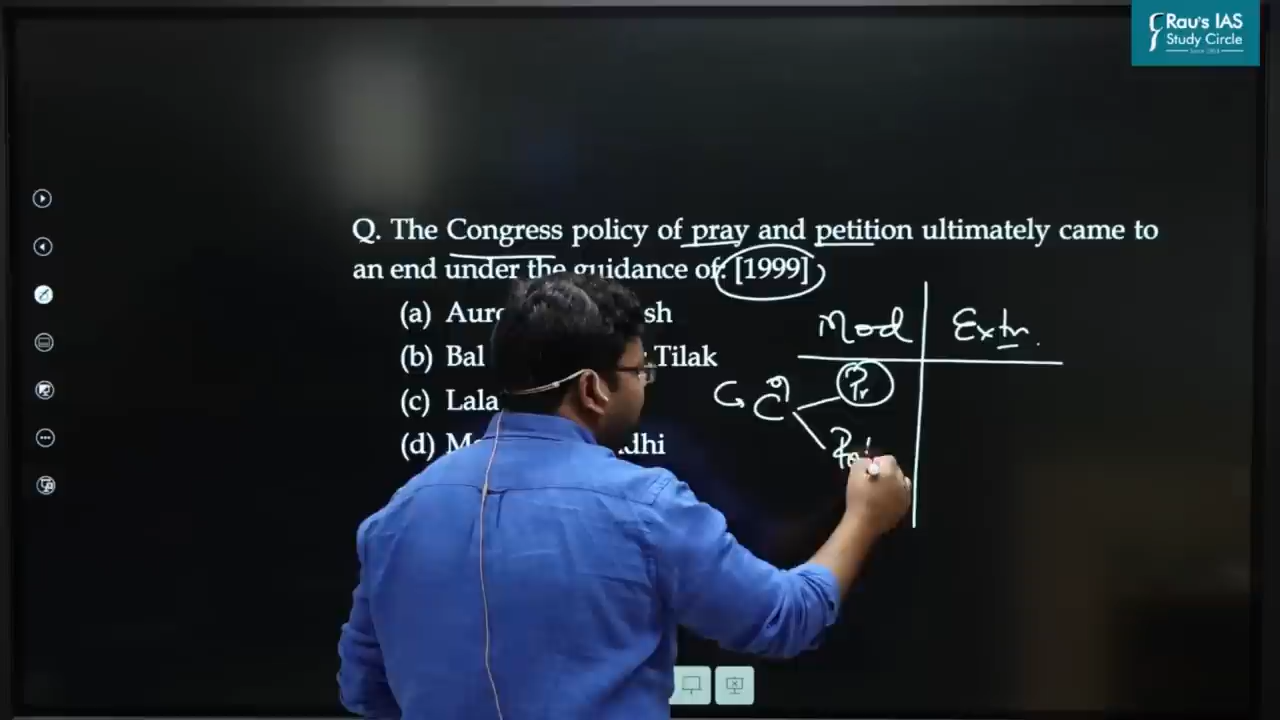 Rau's IAS
Study Circle
Q. The Congress policy of pray and petition ultimately came to
an end under the guidance of: [1999]
(a) sh
(b) Bal Tilak
(c) Lala
(d) dhi
Mod Extr.
Pr